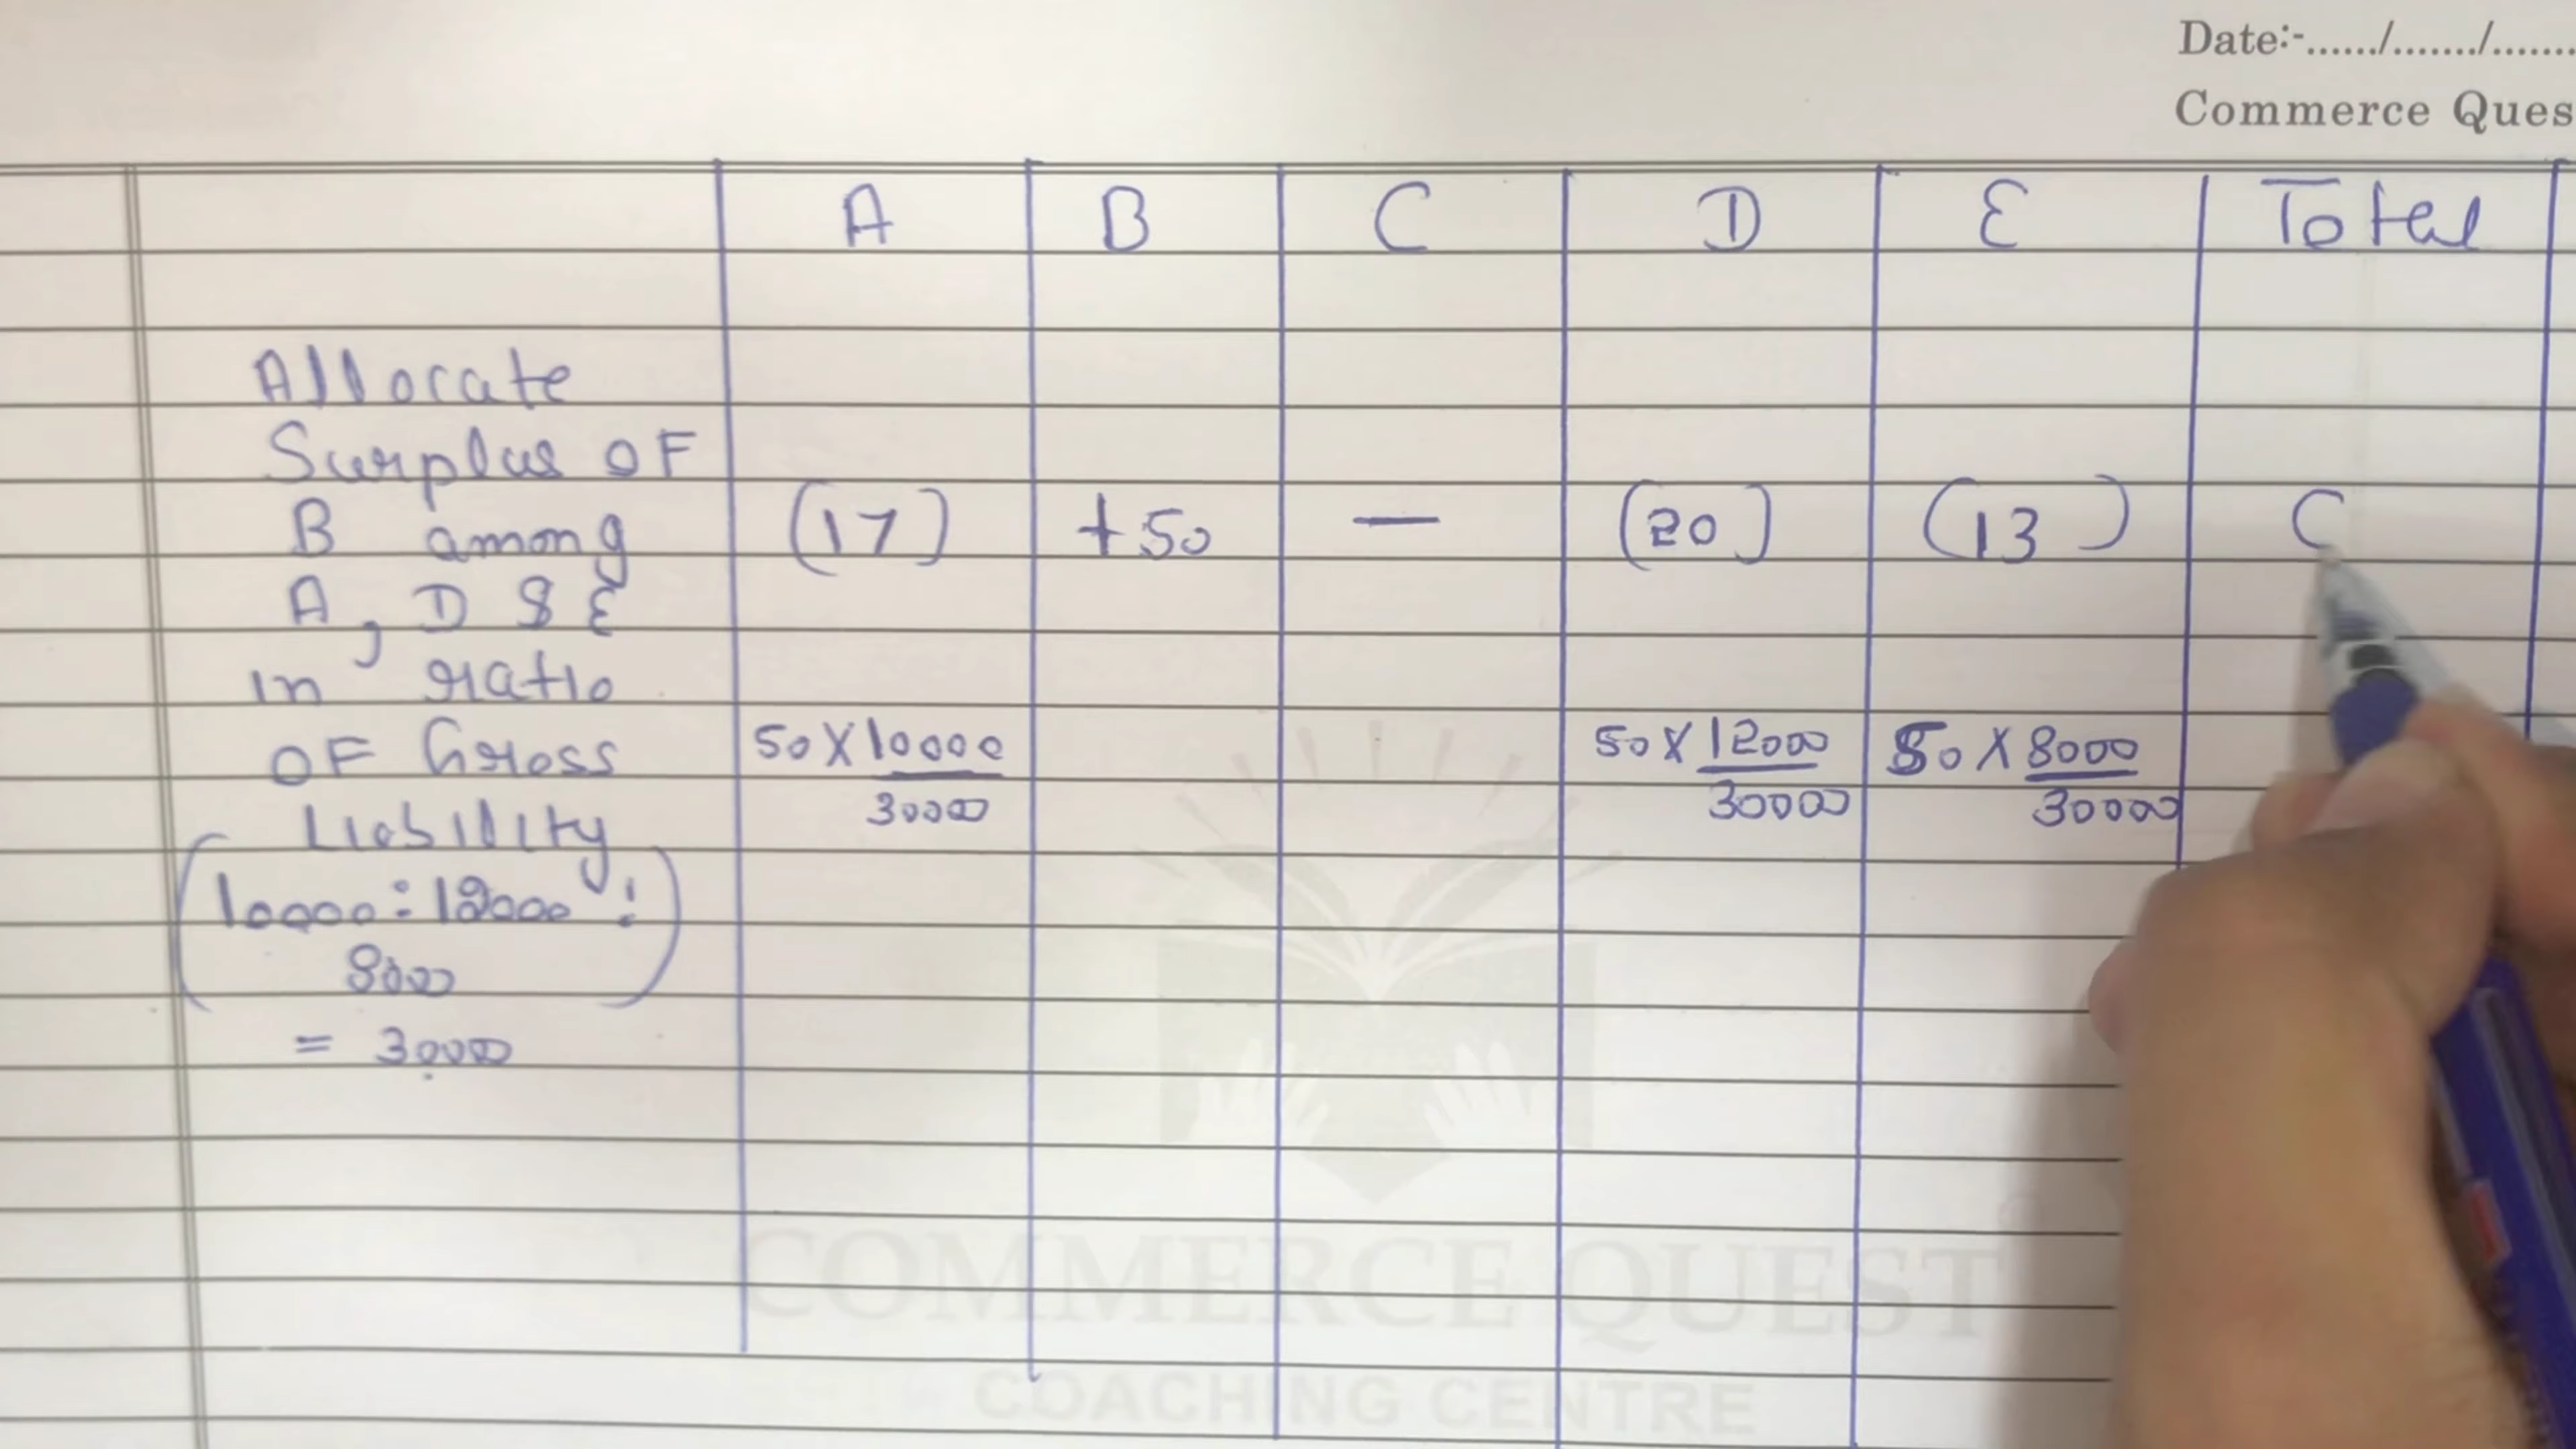 Date:-....../......./.......
Commerce Ques
A B C D E Total
Allocate
Surplus OF
B among (17) +50 — (20) (13) (
A, D & E
in ratio
OF Gross 50 X 10000 50 X 12000 50 X 8000
Liability 30000 30000 30000
(10000 : 12000 :
8000)
= 30000
COMMERCE QUEST
COACHING CENTRE